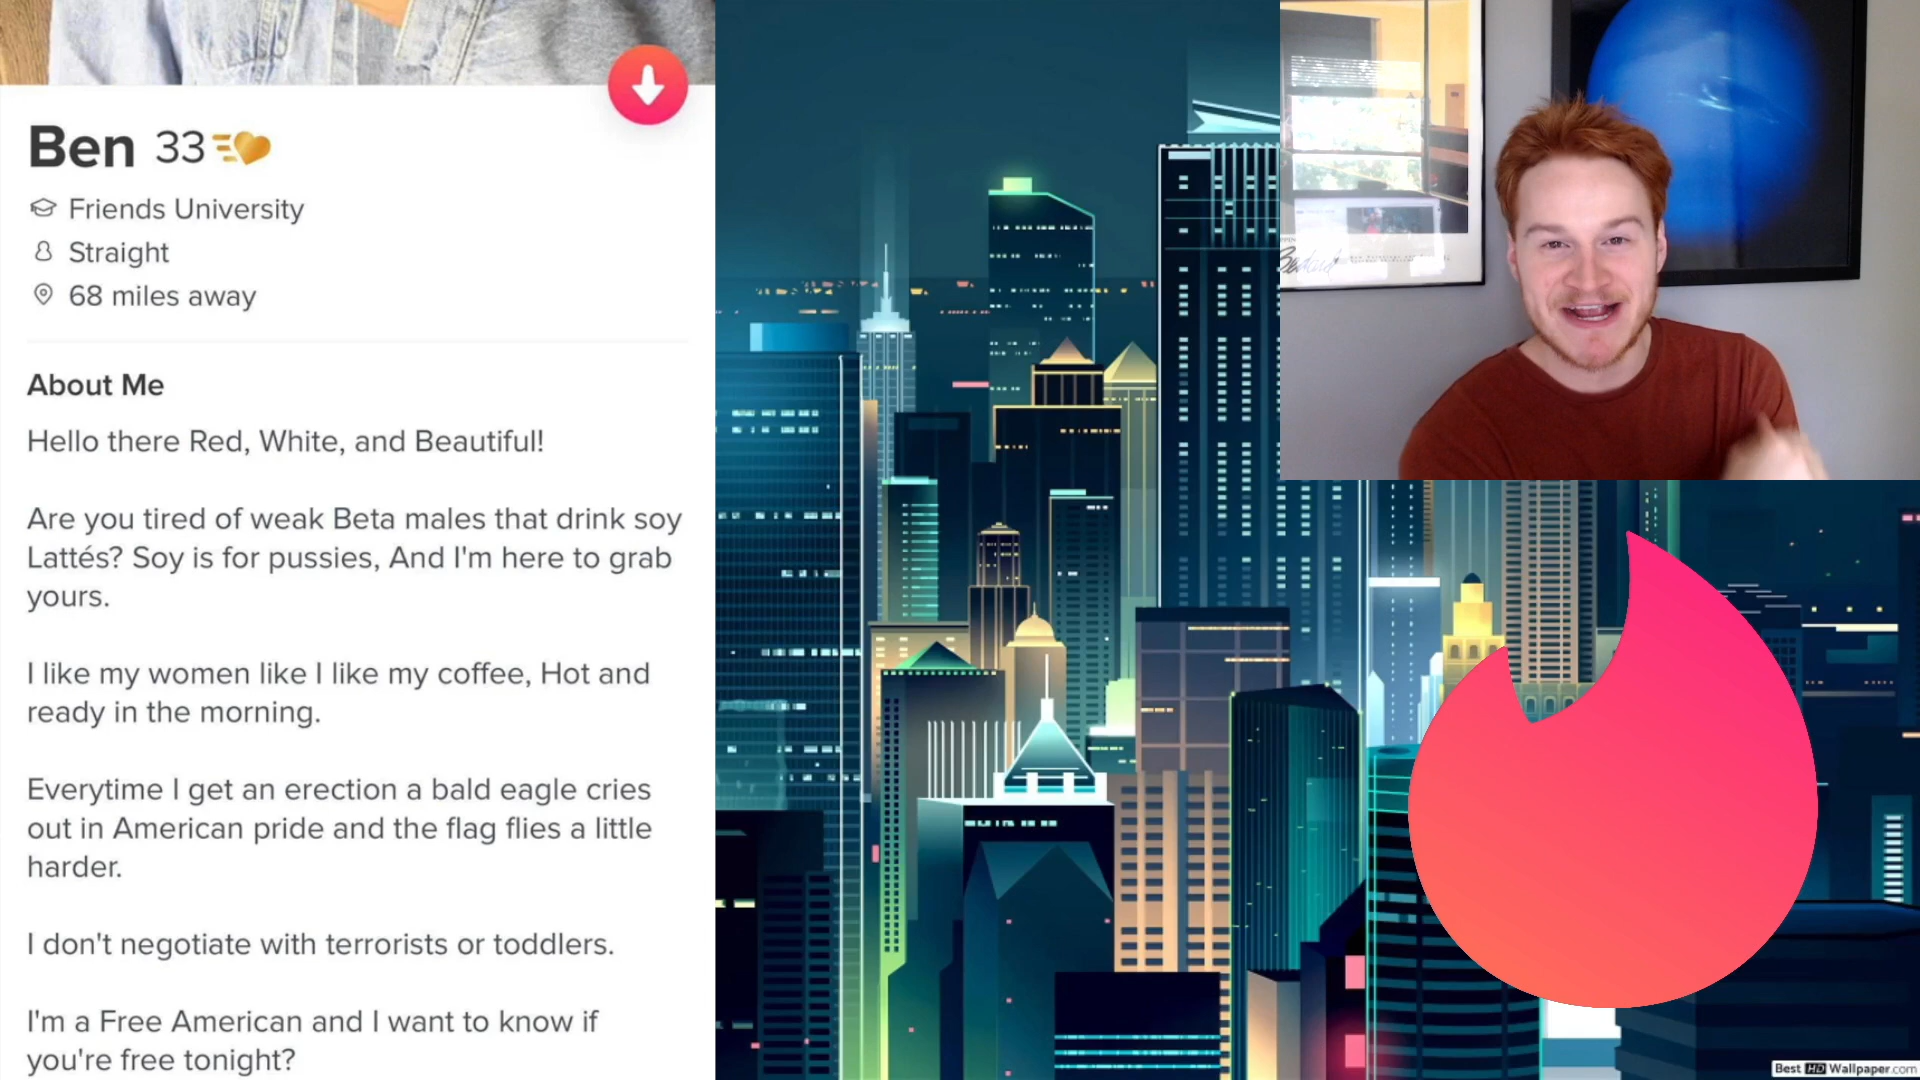 Ben 33
Friends University
Straight
68 miles away
About Me
Hello there Red, White, and Beautiful!
Are you tired of weak Beta males that drink soy
Lattés? Soy is for pussies, And I'm here to grab
yours.
I like my women like I like my coffee, Hot and
ready in the morning.
Everytime I get an erection a bald eagle cries
out in American pride and the flag flies a little
harder.
I don't negotiate with terrorists or toddlers.
I'm a Free American and I want to know if
you're free tonight?
Best HD Wallpaper.com